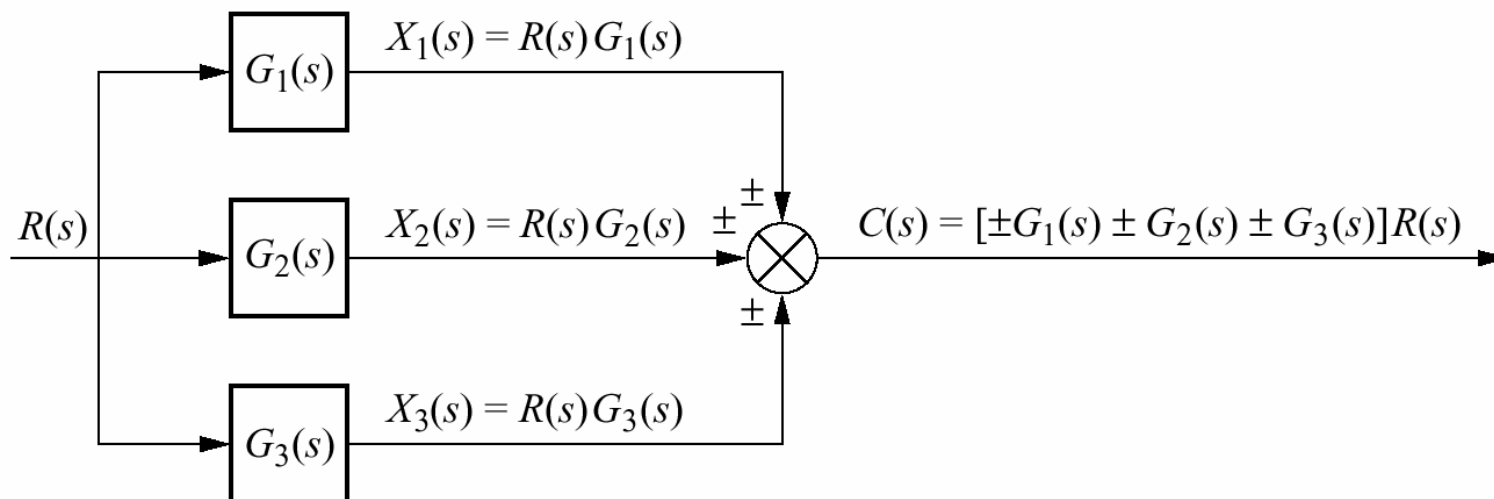 G₁(s)
X₁(s) = R(s)G₁(s)
±
R(s)
G₂(s)
X₂(s) = R(s)G₂(s)
±
C(s) = [±G₁(s) ± G₂(s) ± G₃(s)]R(s)
±
G₃(s)
X₃(s) = R(s)G₃(s)